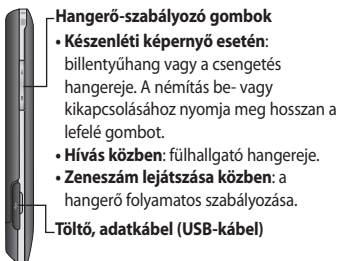 Hangerő-szabályozó gombok
• Készenléti képernyő esetén:
billentyűhang vagy a csengetés
hangereje. A némítás be- vagy
kikapcsolásához nyomja meg hosszan a
lefelé gombot.
• Hívás közben: fülhallgató hangereje.
• Zeneszám lejátszása közben: a
hangerő folyamatos szabályozása.
Töltő, adatkábel (USB-kábel)